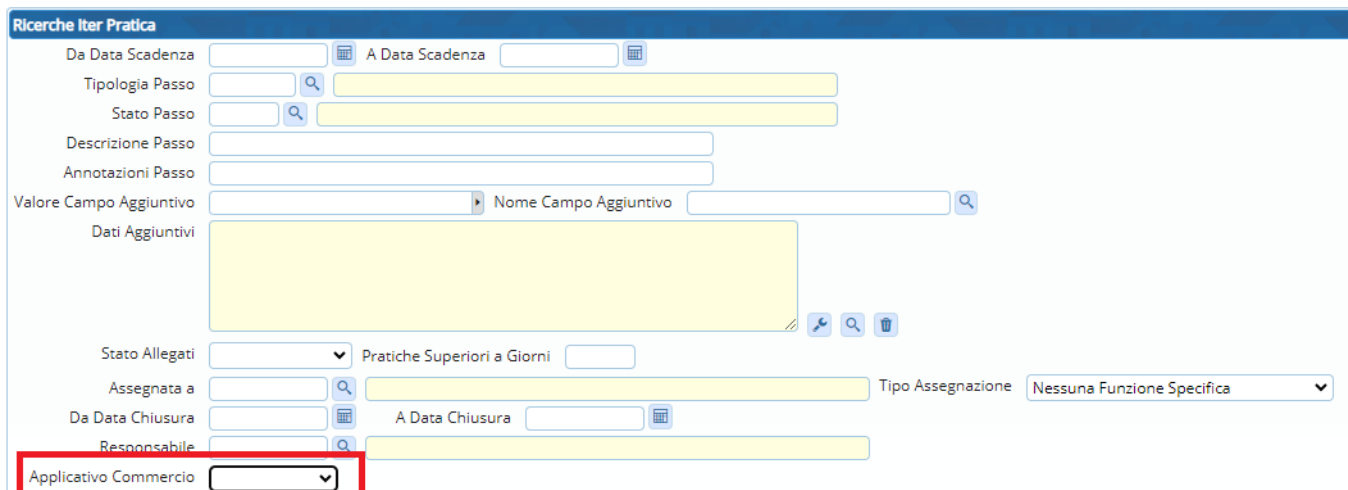 Ricerche Iter Pratica
Da Data Scadenza A Data Scadenza
Tipologia Passo
Stato Passo
Descrizione Passo
Annotazioni Passo
Valore Campo Aggiuntivo Nome Campo Aggiuntivo
Dati Aggiuntivi
Stato Allegati Pratiche Superiori a Giorni
Assegnata a Tipo Assegnazione Nessuna Funzione Specifica
Da Data Chiusura A Data Chiusura
Responsabile
Applicativo Commercio